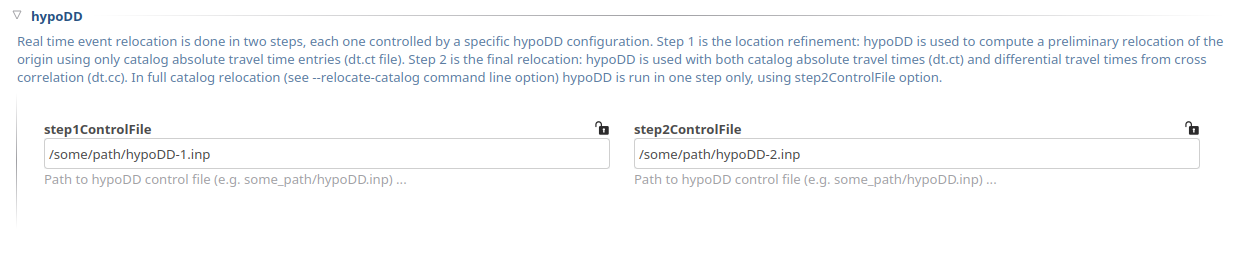 hypoDD
Real time event relocation is done in two steps, each one controlled by a specific hypoDD configuration. Step 1 is the location refinement: hypoDD is used to compute a preliminary relocation of the
origin using only catalog absolute travel time entries (dt.ct file). Step 2 is the final relocation: hypoDD is used with both catalog absolute travel times (dt.ct) and differential travel times from cross
correlation (dt.cc). In full catalog relocation (see --relocate-catalog command line option) hypoDD is run in one step only, using step2ControlFile option.
step1ControlFile
step2ControlFile
/some/path/hypoDD-1.inp
/some/path/hypoDD-2.inp
Path to hypoDD control file (e.g. some_path/hypoDD.inp) ...
Path to hypoDD control file (e.g. some_path/hypoDD.inp) ...